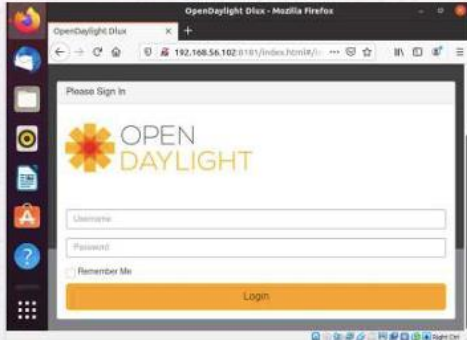 OpenDaylight Dlux - Mozilla Firefox
OpenDaylight Dlux
192.168.56.102:8181/index.html#/
Please Sign In
OPEN
DAYLIGHT
Username
Password
Remember Me
Login
Right Ctrl